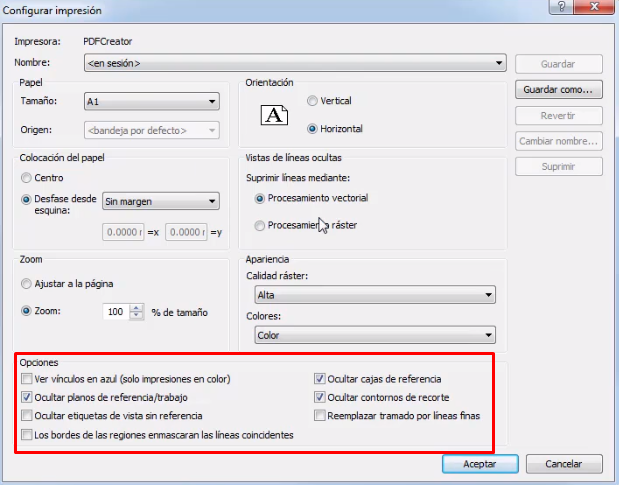 Configurar impresión
Impresora: PDFCreator
Nombre: <en sesión>
Guardar
Guardar como...
Revertir
Cambiar nombre...
Suprimir
Papel
Tamaño: A1
Origen: <bandeja por defecto>
Orientación
A
Vertical
Horizontal
Colocación del papel
Centro
Desfase desde esquina: Sin margen
0.0000 =x 0.0000 =y
Vistas de líneas ocultas
Suprimir líneas mediante:
Procesamiento vectorial
Procesamiento ráster
Zoom
Ajustar a la página
Zoom: 100 % de tamaño
Apariencia
Calidad ráster:
Alta
Colores:
Color
Opciones
Ver vínculos en azul (solo impresiones en color)
Ocultar planos de referencia/trabajo
Ocultar etiquetas de vista sin referencia
Los bordes de las regiones enmascaran las líneas coincidentes
Ocultar cajas de referencia
Ocultar contornos de recorte
Reemplazar tramado por líneas finas
Aceptar
Cancelar